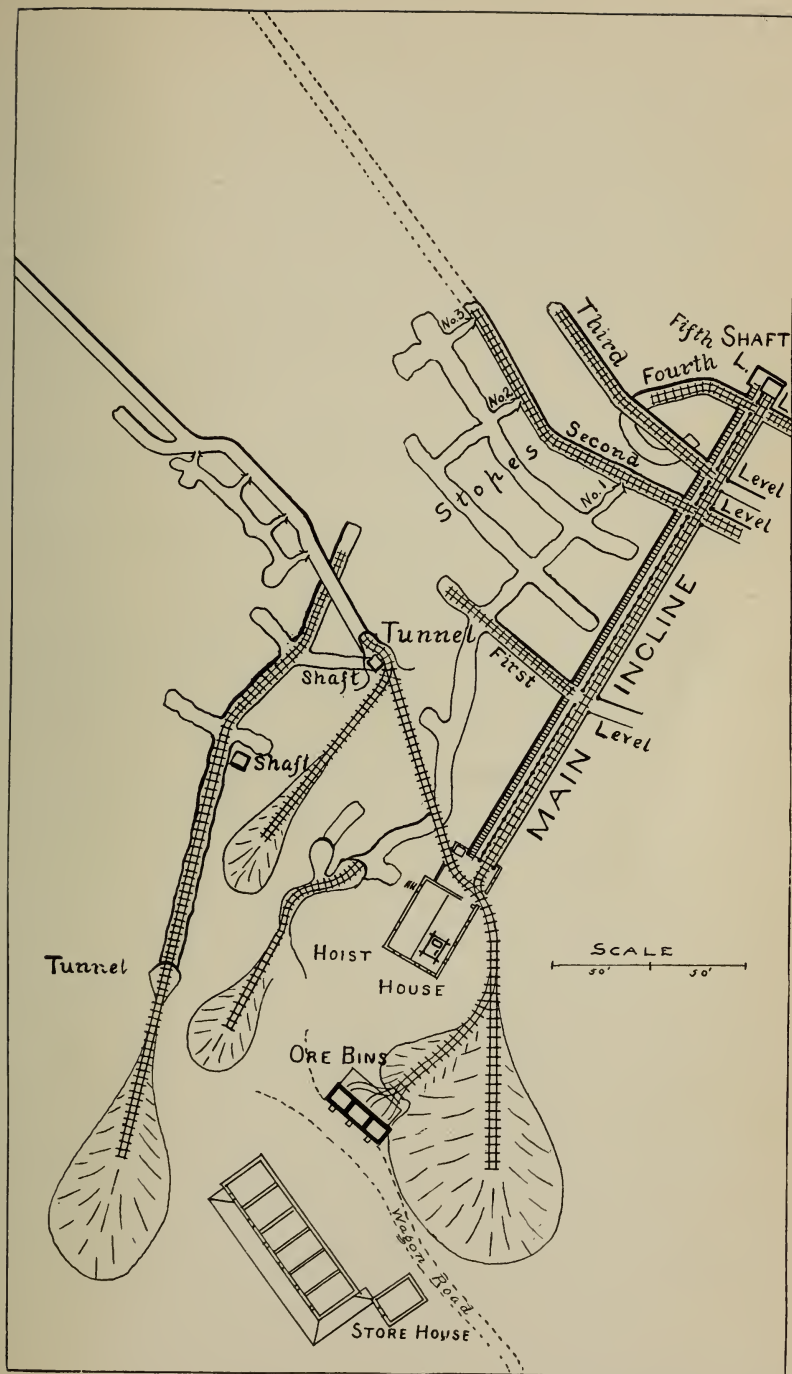 No. 3
Third
Fifth SHAFT
L.
L
Fourth
No. 2
Second
Stopes
No. 1
Level
Level
Tunnel
Shaft
First
Level
MAIN INCLINE
Shaft
HOIST
HOUSE
SCALE
50' 50'
Tunnel
ORE BINS
Wagon Road
STORE HOUSE